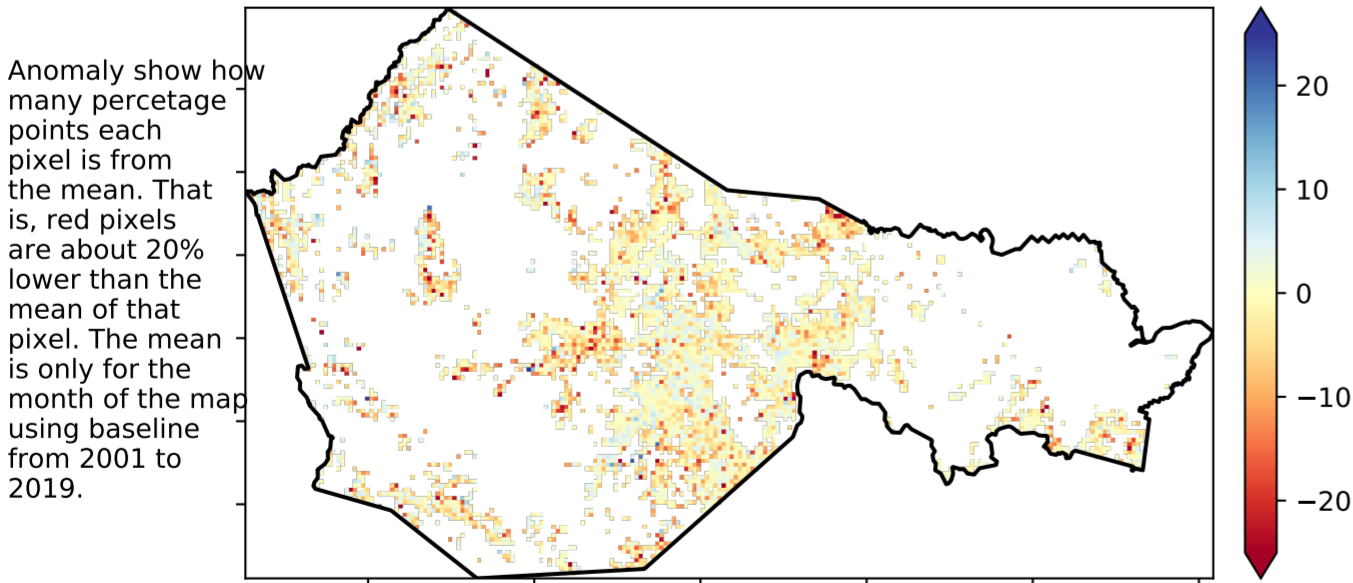 Anomaly show how
many percetage
points each
pixel is from
the mean. That
is, red pixels
are about 20%
lower than the
mean of that
pixel. The mean
is only for the
month of the map
using baseline
from 2001 to
2019.
20
10
0
−10
−20